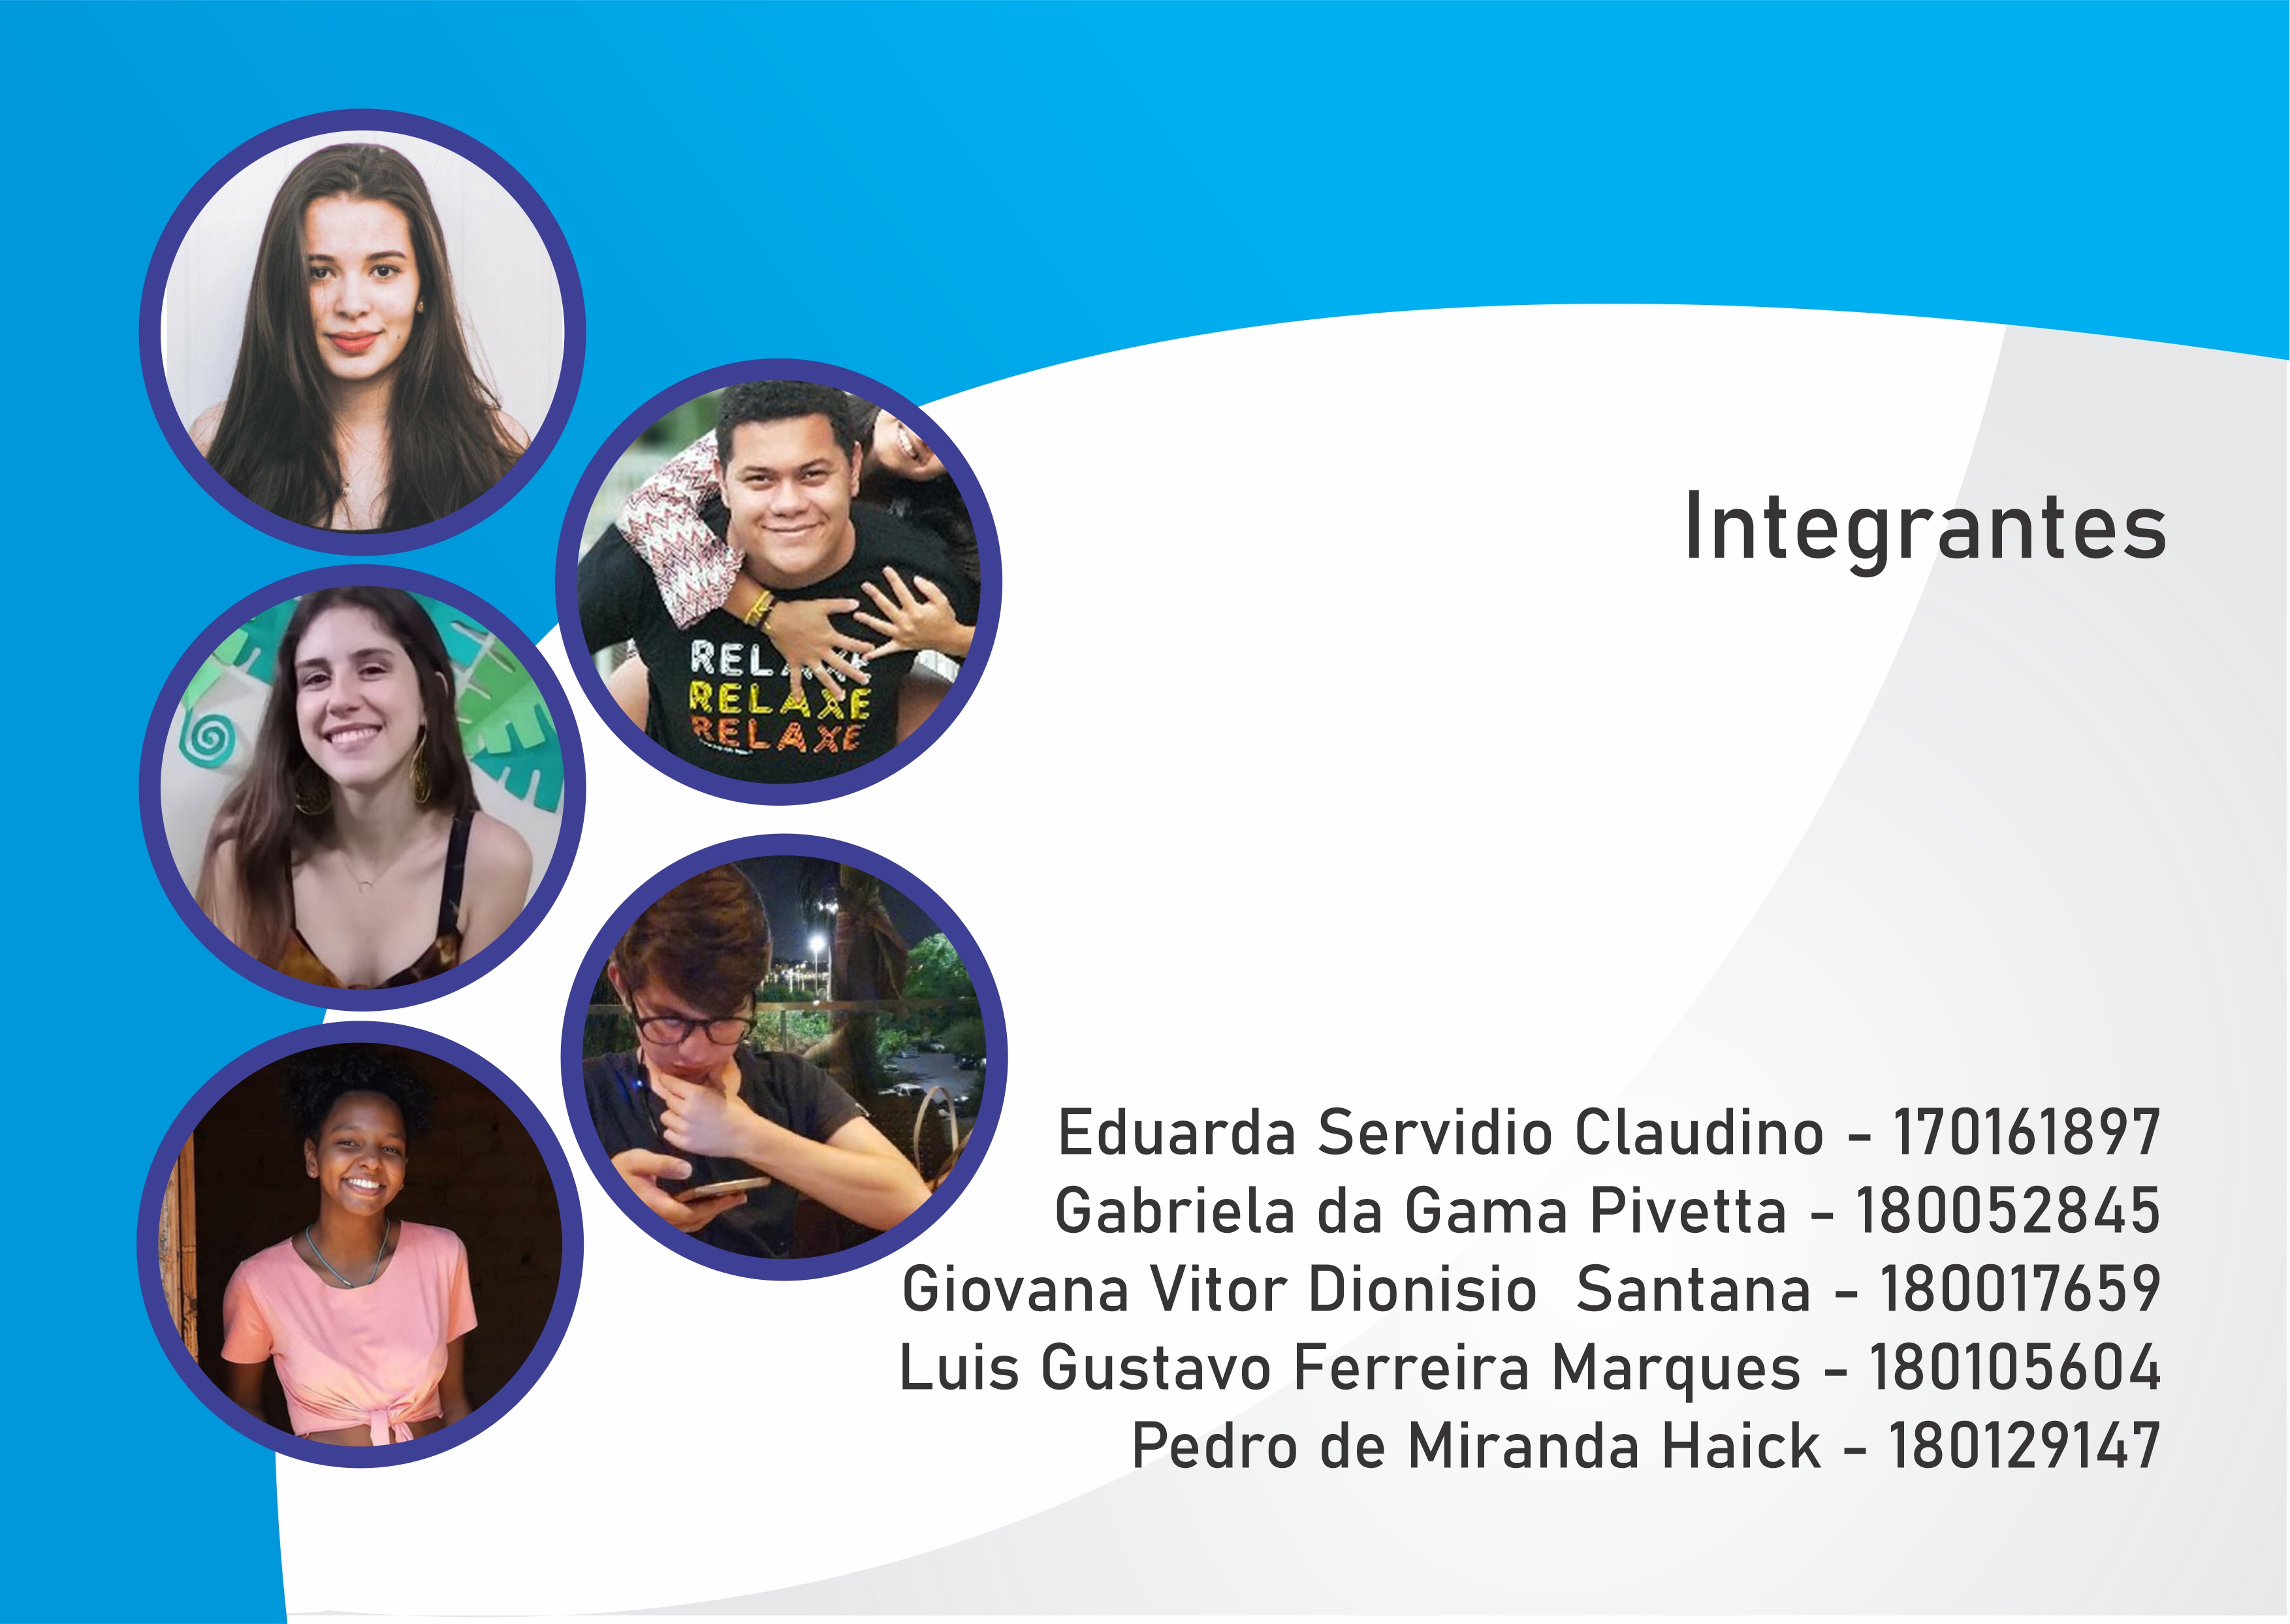 Integrantes
RELAXE
RELAXE
RELAXE
Eduarda Servidio Claudino - 170161897
Gabriela da Gama Pivetta - 180052845
Giovana Vitor Dionisio  Santana - 180017659
Luis Gustavo Ferreira Marques - 180105604
Pedro de Miranda Haick - 180129147